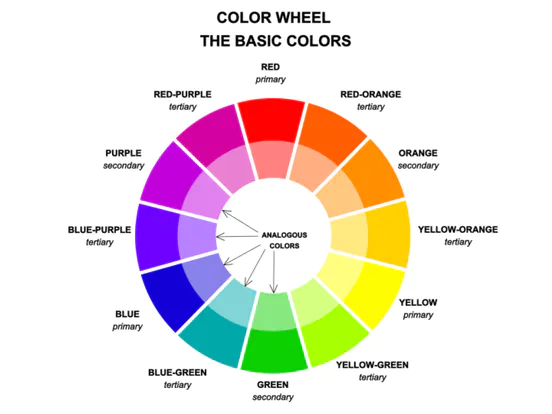 COLOR WHEEL
THE BASIC COLORS
RED
primary
RED-PURPLE
tertiary
RED-ORANGE
tertiary
PURPLE
secondary
ORANGE
secondary
BLUE-PURPLE
tertiary
ANALOGOUS
COLORS
YELLOW-ORANGE
tertiary
BLUE
primary
YELLOW
primary
BLUE-GREEN
tertiary
GREEN
secondary
YELLOW-GREEN
tertiary